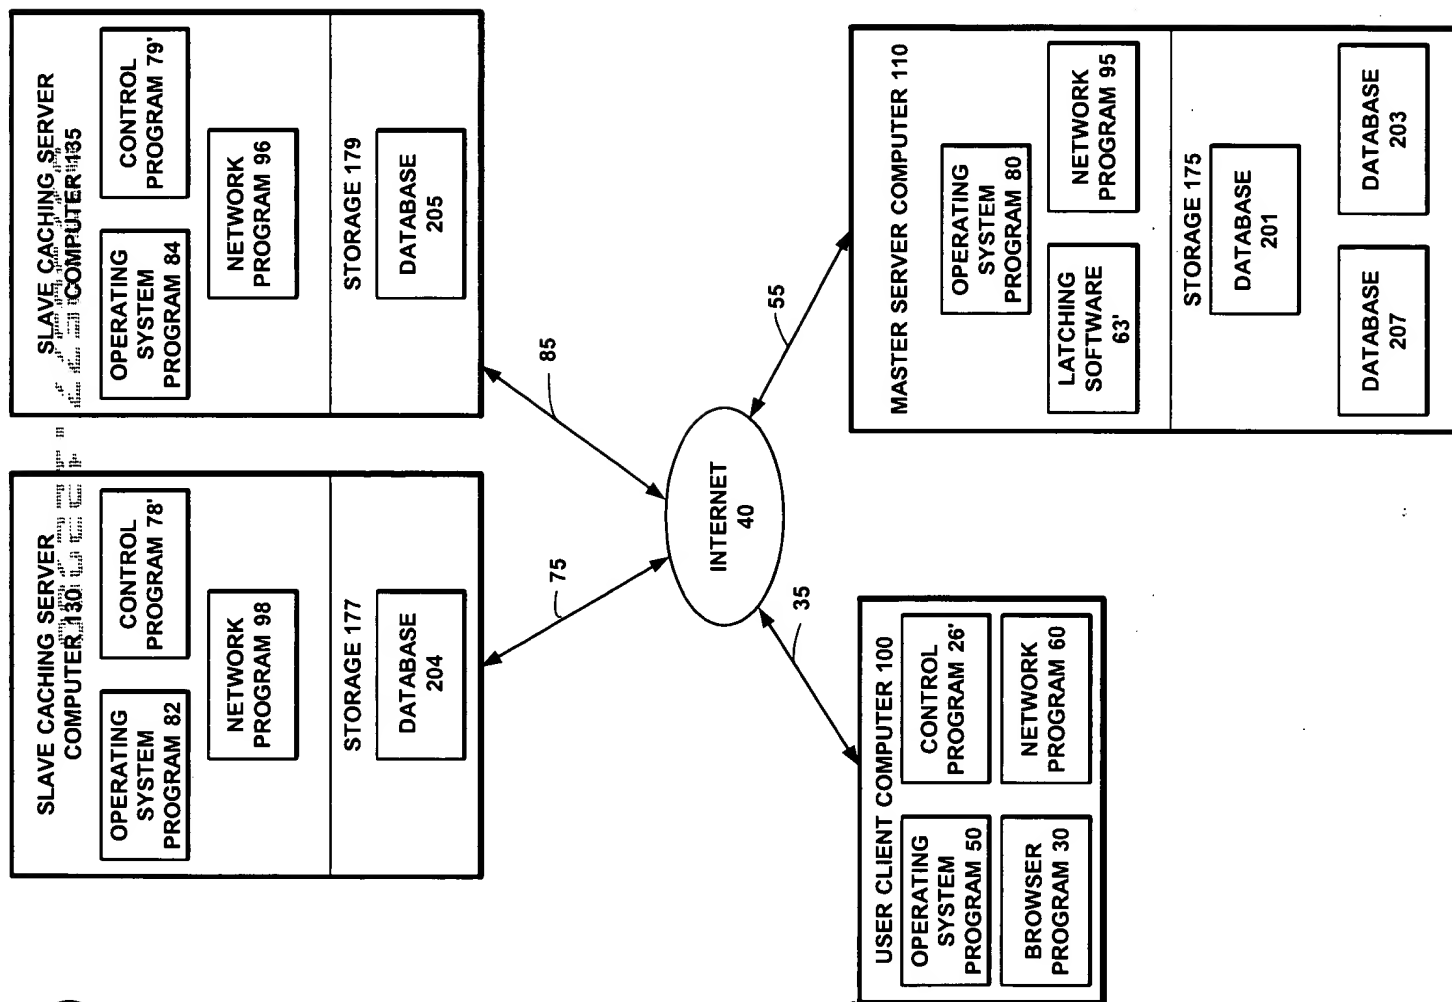 SLAVE CACHING SERVER
COMPUTER 130
OPERATING
SYSTEM
PROGRAM 82
CONTROL
PROGRAM 78'
NETWORK
PROGRAM 98
STORAGE 177
DATABASE
204
SLAVE CACHING SERVER
COMPUTER 135
OPERATING
SYSTEM
PROGRAM 84
CONTROL
PROGRAM 79'
NETWORK
PROGRAM 96
STORAGE 179
DATABASE
205
75
85
INTERNET
40
35
55
USER CLIENT COMPUTER 100
OPERATING
SYSTEM
PROGRAM 50
CONTROL
PROGRAM 26'
BROWSER
PROGRAM 30
NETWORK
PROGRAM 60
MASTER SERVER COMPUTER 110
OPERATING
SYSTEM
PROGRAM 80
LATCHING
SOFTWARE
63'
NETWORK
PROGRAM 95
STORAGE 175
DATABASE
201
DATABASE
207
DATABASE
203